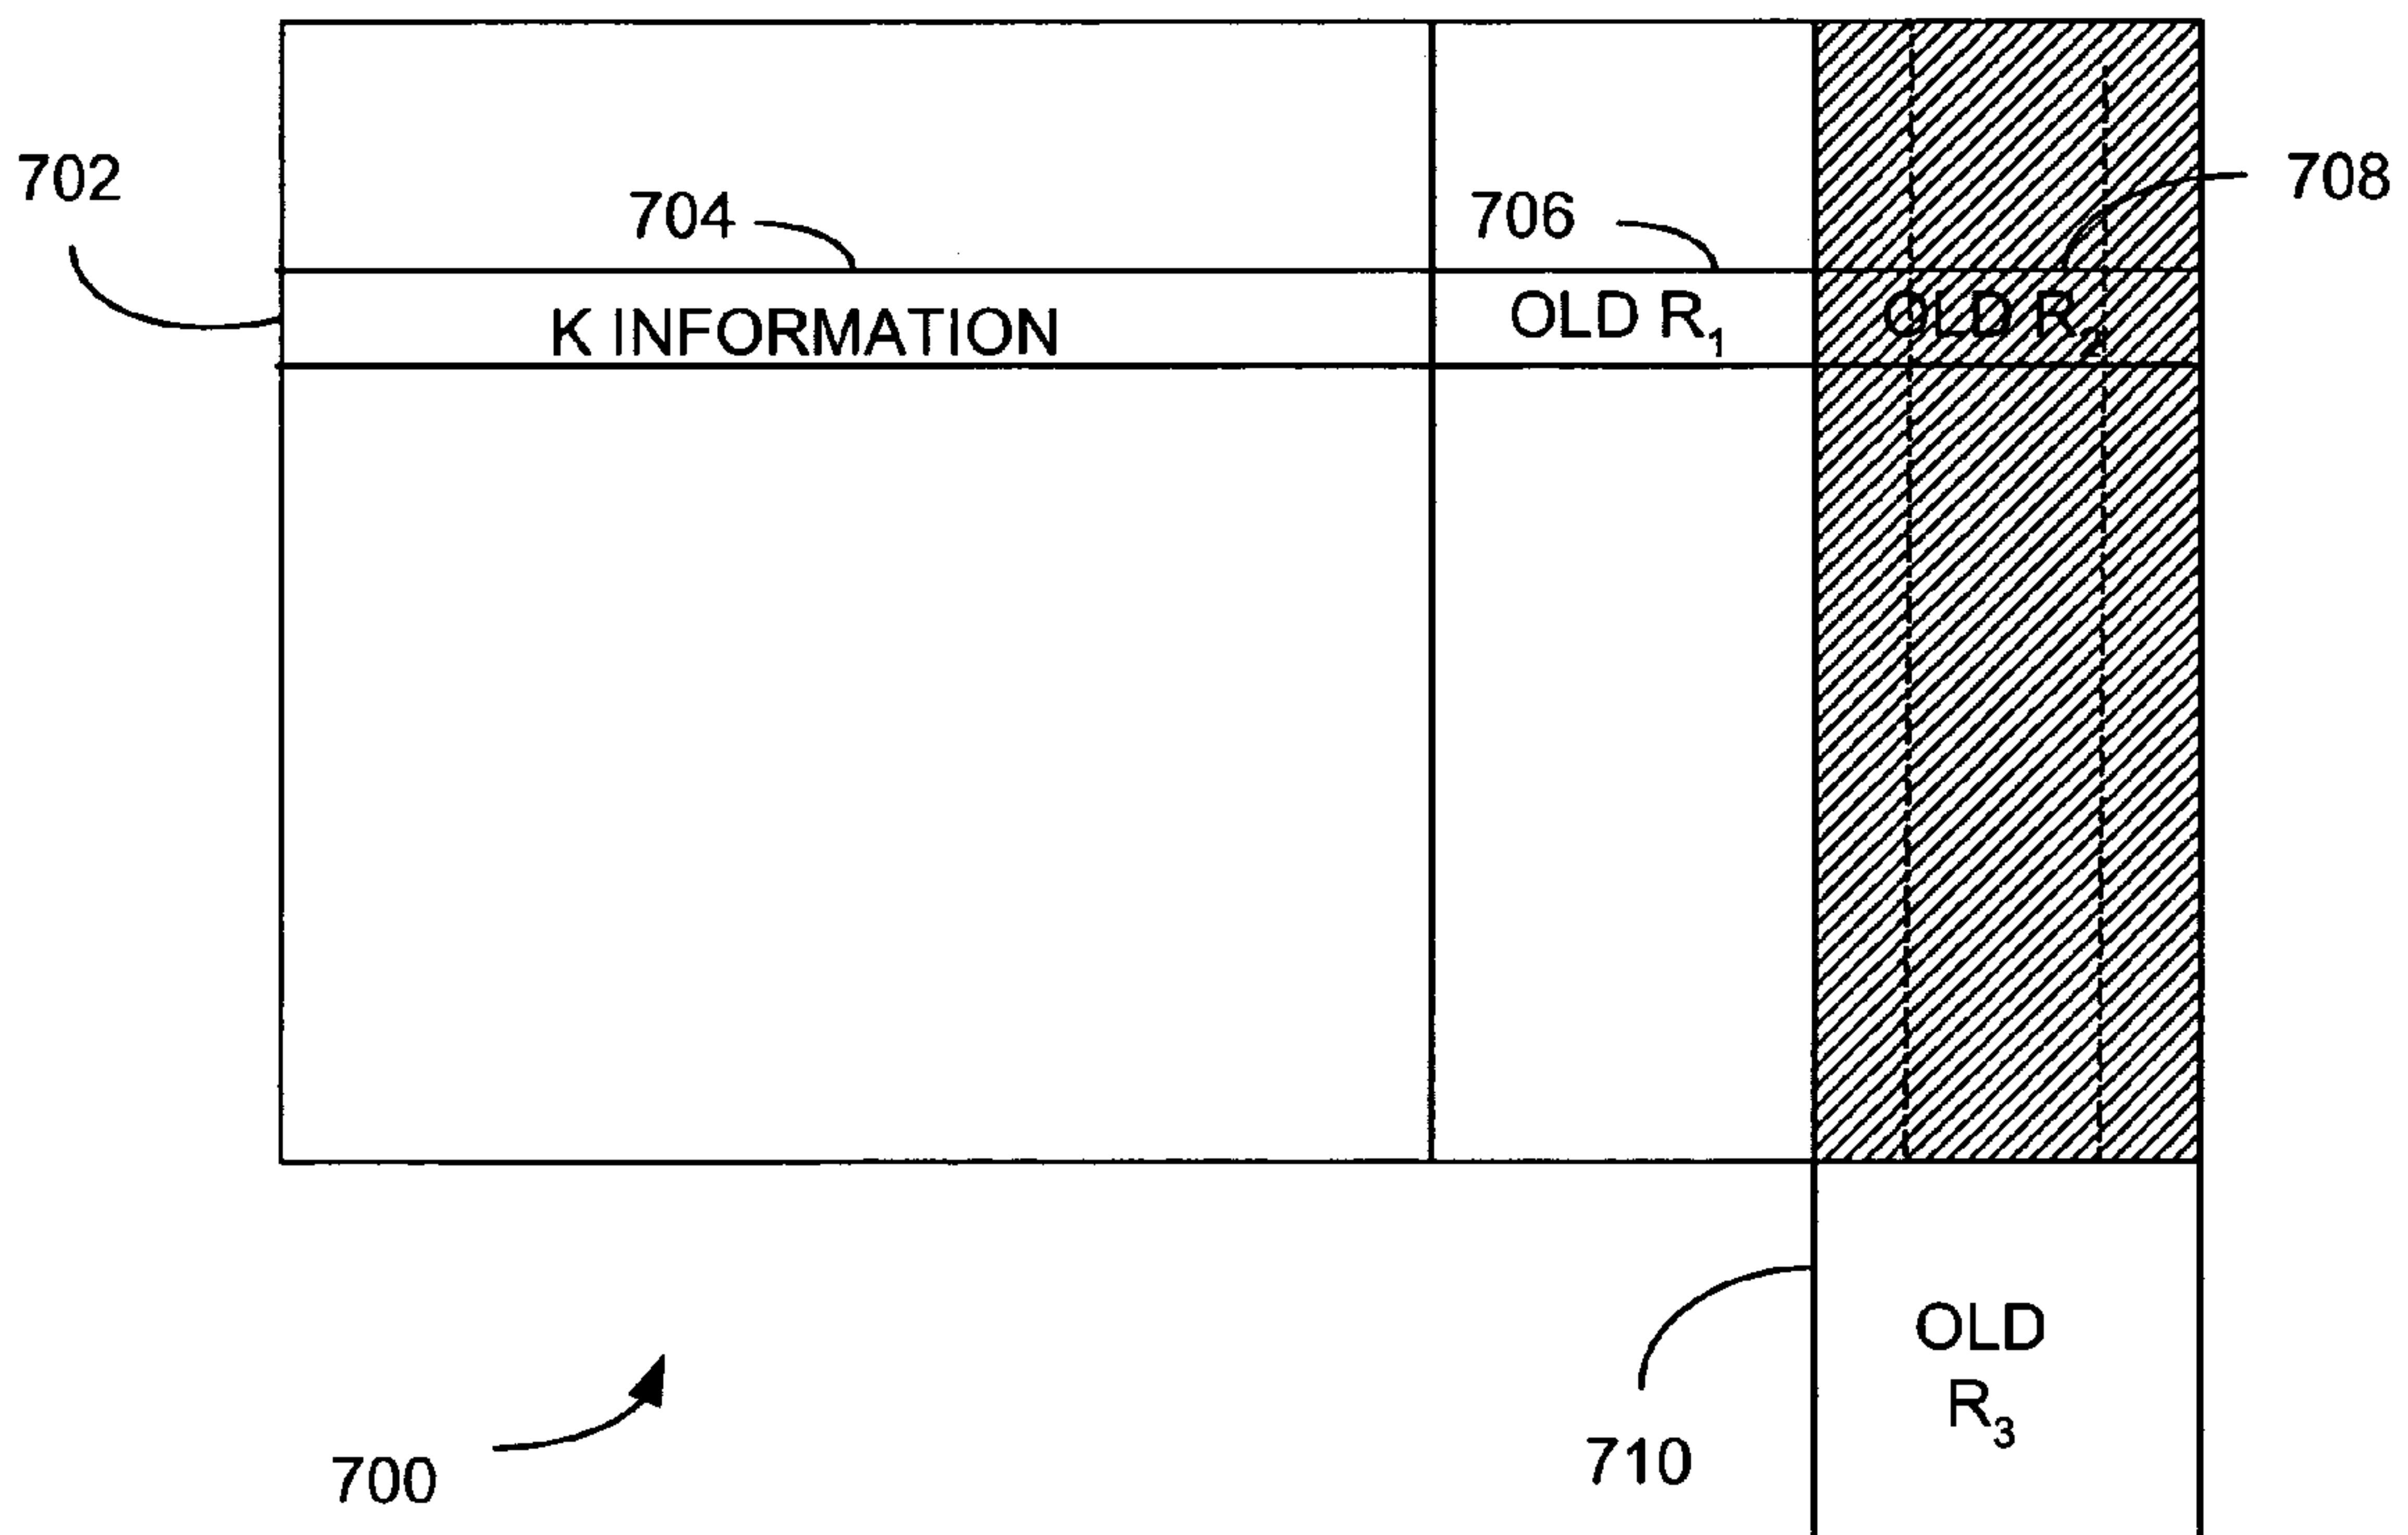 702
704
706
708
K INFORMATION
OLD R₁
OLD R₂
OLD
R₃
710
700